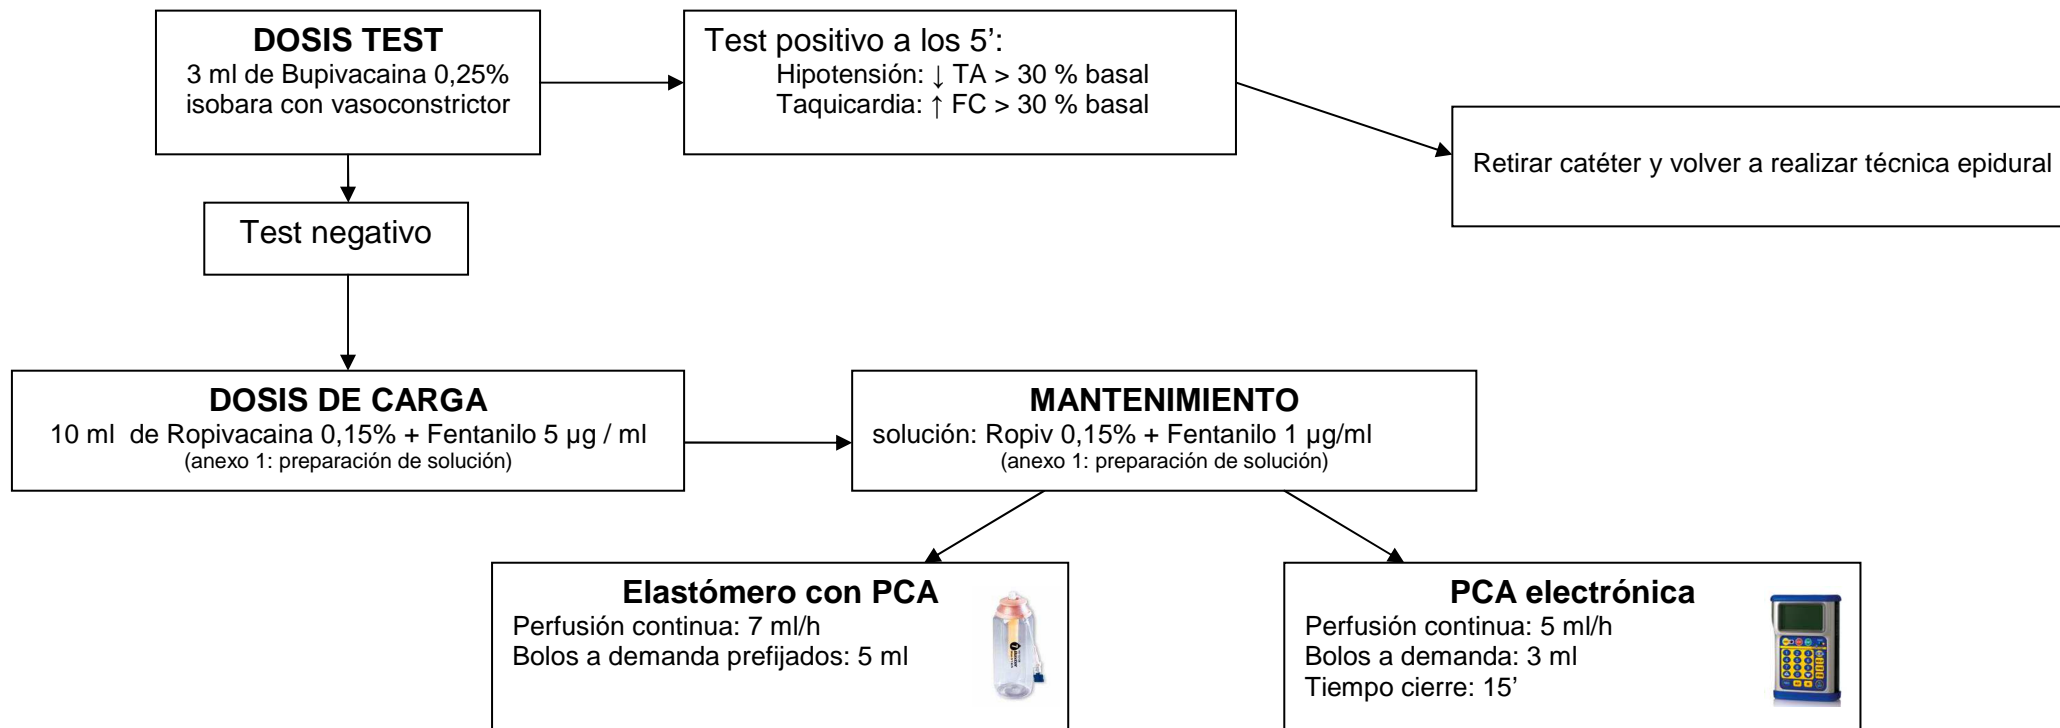 DOSIS TEST
3 ml de Bupivacaina 0,25%
isobara con vasoconstrictor
Test positivo a los 5’:
Hipotensión: ↓ TA > 30 % basal
Taquicardia: ↑ FC > 30 % basal
Retirar catéter y volver a realizar técnica epidural
Test negativo
DOSIS DE CARGA
10 ml de Ropivacaina 0,15% + Fentanilo 5 µg / ml
(anexo 1: preparación de solución)
MANTENIMIENTO
solución: Ropiv 0,15% + Fentanilo 1 µg/ml
(anexo 1: preparación de solución)
Elastómero con PCA
Perfusión continua: 7 ml/h
Bolos a demanda prefijados: 5 ml
PCA electrónica
Perfusión continua: 5 ml/h
Bolos a demanda: 3 ml
Tiempo cierre: 15’